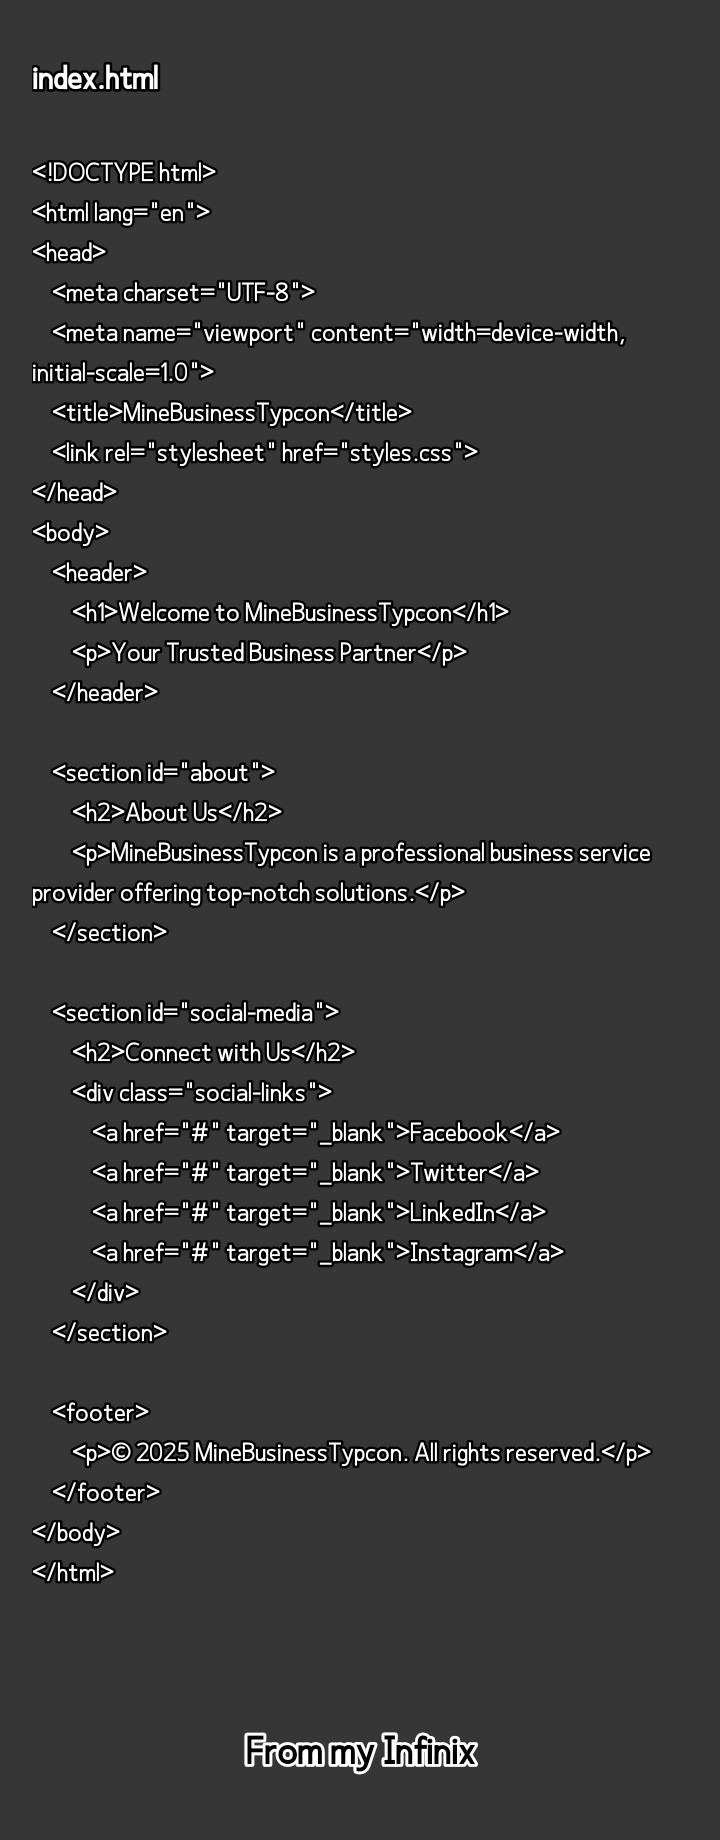 index.html
<!DOCTYPE html>
<html lang="en">
<head>
<meta charset="UTF-8">
<meta name="viewport" content="width=device-width,
initial-scale=1.0">
<title>MineBusinessTypcon</title>
<link rel="stylesheet" href="styles.css">
</head>
<body>
<header>
<h1>Welcome to MineBusinessTypcon</h1>
<p>Your Trusted Business Partner</p>
</header>
<section id="about">
<h2>About Us</h2>
<p>MineBusinessTypcon is a professional business service
provider offering top-notch solutions.</p>
</section>
<section id="social-media">
<h2>Connect with Us</h2>
<div class="social-links">
<a href="#" target="_blank">Facebook</a>
<a href="#" target="_blank">Twitter</a>
<a href="#" target="_blank">LinkedIn</a>
<a href="#" target="_blank">Instagram</a>
</div>
</section>
<footer>
<p>© 2025 MineBusinessTypcon. All rights reserved.</p>
</footer>
</body>
</html>
From my Infinix